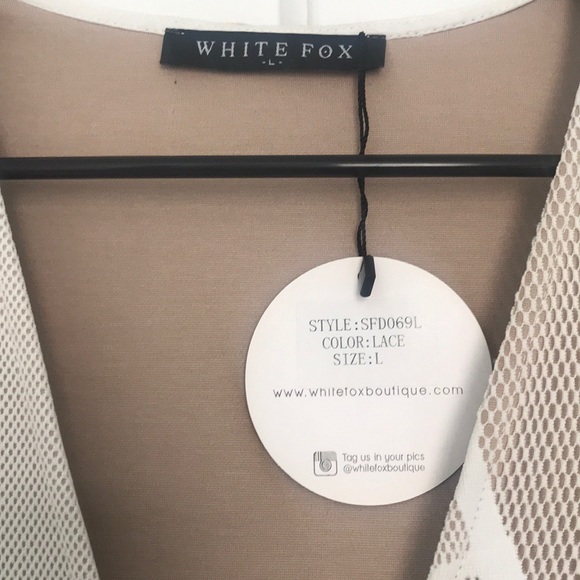 WHITE FOX
-L-
STYLE:SFD069L
COLOR:LACE
SIZE:L
www.whitefoxboutique.com
Tag us in your pics
@whitefoxboutique